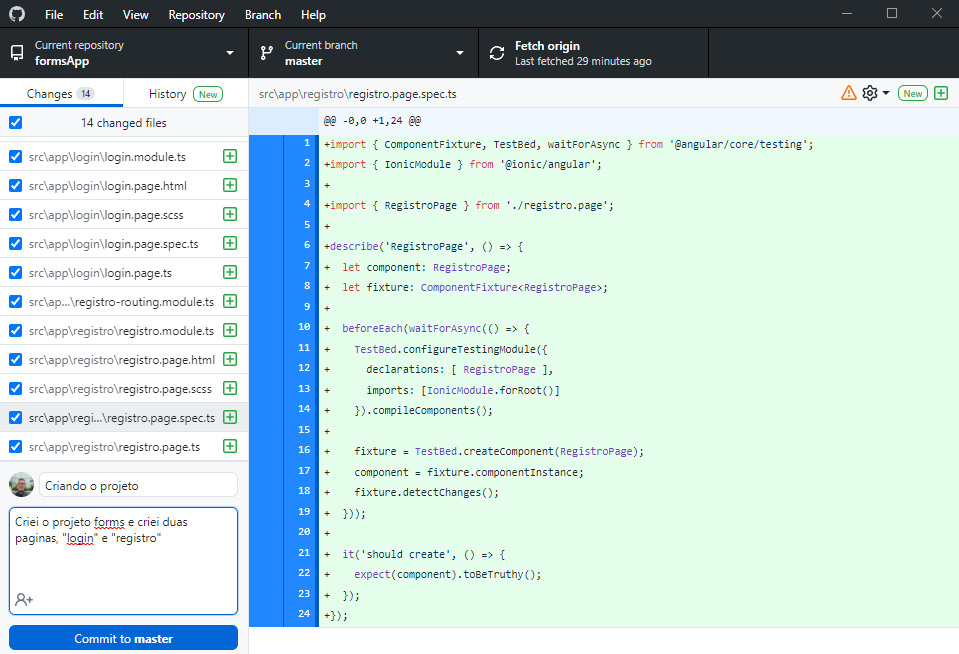 File Edit View Repository Branch Help
Current repository
formsApp
Current branch
master
Fetch origin
Last fetched 29 minutes ago
Changes 14
History New
src\app\registro\registro.page.spec.ts
New
14 changed files
src\app\login\login.module.ts
src\app\login\login.page.html
src\app\login\login.page.scss
src\app\login\login.page.spec.ts
src\app\login\login.page.ts
src\ap...\registro-routing.module.ts
src\app\registro\registro.module.ts
src\app\registro\registro.page.html
src\app\registro\registro.page.scss
src\app\regi...\registro.page.spec.ts
src\app\registro\registro.page.ts
Criando o projeto
Criei o projeto forms e criei duas
paginas, "login" e "registro"
Commit to master
@@ -0,0 +1,24 @@
1 +import { ComponentFixture, TestBed, waitForAsync } from '@angular/core/testing';
2 +import { IonicModule } from '@ionic/angular';
3 +
4 +import { RegistroPage } from './registro.page';
5 +
6 +describe('RegistroPage', () => {
7 +  let component: RegistroPage;
8 +  let fixture: ComponentFixture<RegistroPage>;
9 +
10 +  beforeEach(waitForAsync(() => {
11 +    TestBed.configureTestingModule({
12 +      declarations: [ RegistroPage ],
13 +      imports: [IonicModule.forRoot()]
14 +    }).compileComponents();
15 +
16 +    fixture = TestBed.createComponent(RegistroPage);
17 +    component = fixture.componentInstance;
18 +    fixture.detectChanges();
19 +  }));
20 +
21 +  it('should create', () => {
22 +    expect(component).toBeTruthy();
23 +  });
24 +});